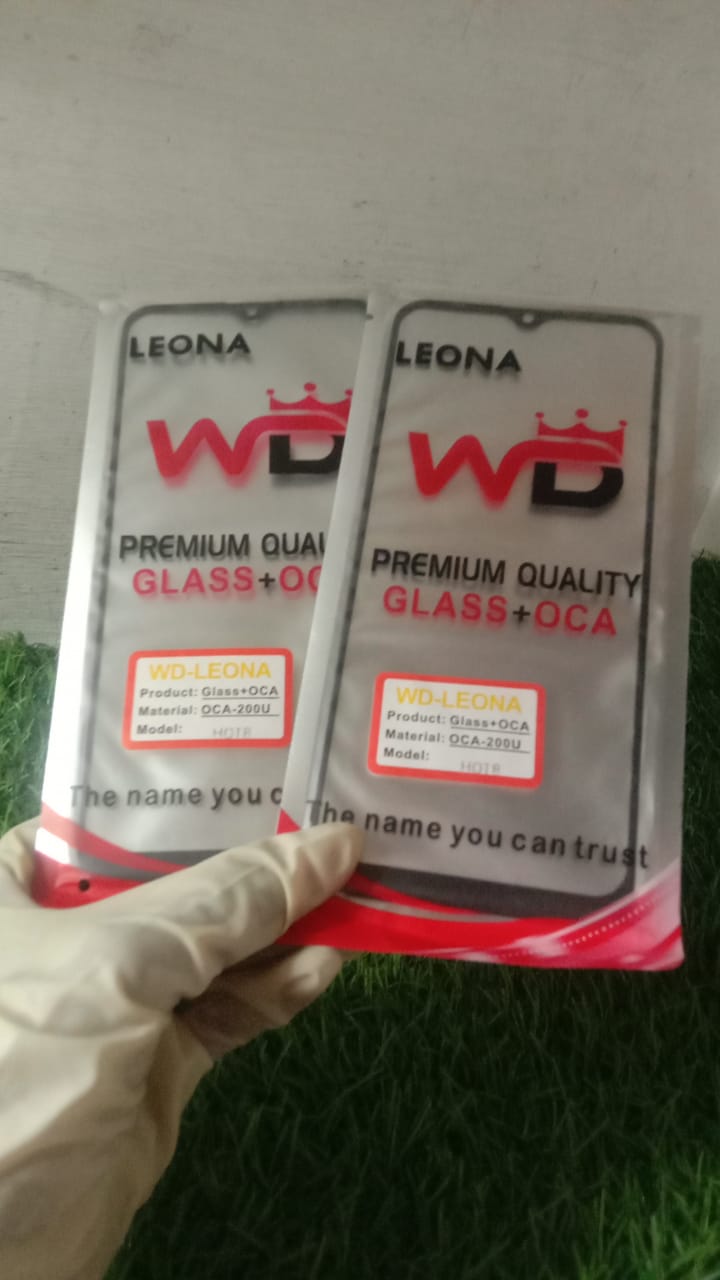 LEONA
WD
PREMIUM QUAL
GLASS+OC
WD-LEONA
Product: Glass+OCA
Material: OCA-200U
Model:
The name you c
LEONA
WD
PREMIUM QUALITY
GLASS+OCA
WD-LEONA
Product: Glass+OCA
Material: OCA-200U
Model:
The name you can trust